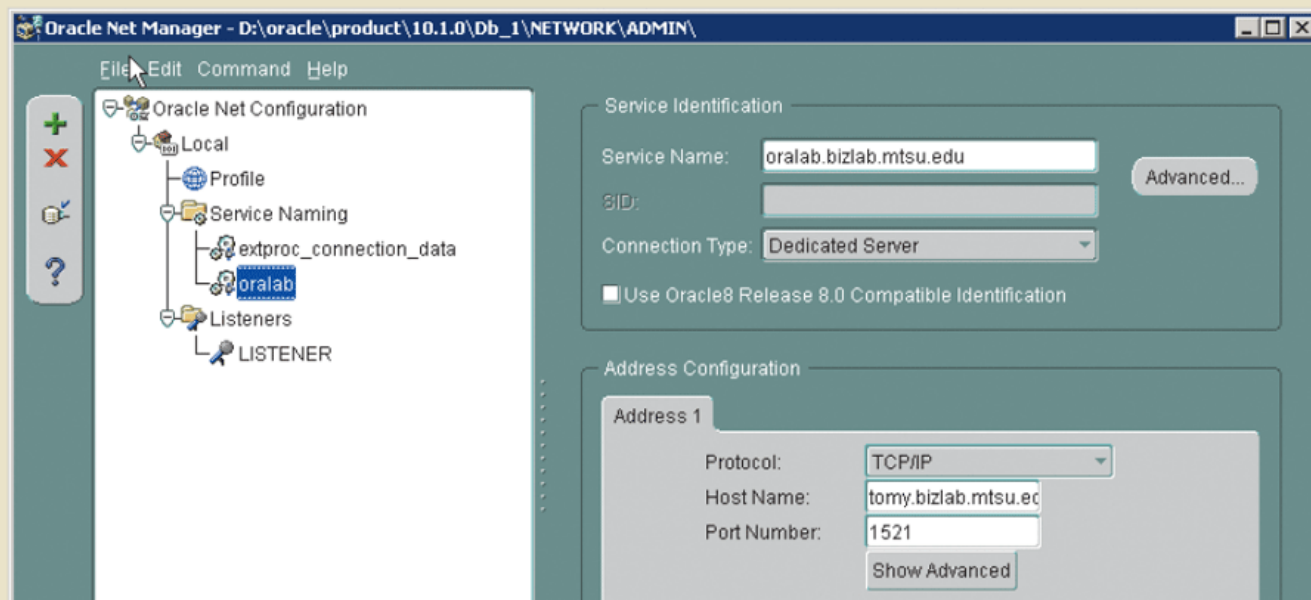 Oracle Net Manager - D:\oracle\product\10.1.0\Db_1\NETWORK\ADMIN\
File Edit Command Help
Oracle Net Configuration
Local
Profile
Service Naming
extproc_connection_data
oralab
Listeners
LISTENER
Service Identification
Service Name: oralab.bizlab.mtsu.edu
Advanced...
SID:
Connection Type: Dedicated Server
Use Oracle8 Release 8.0 Compatible Identification
Address Configuration
Address 1
Protocol: TCP/IP
Host Name: tomy.bizlab.mtsu.ec
Port Number: 1521
Show Advanced